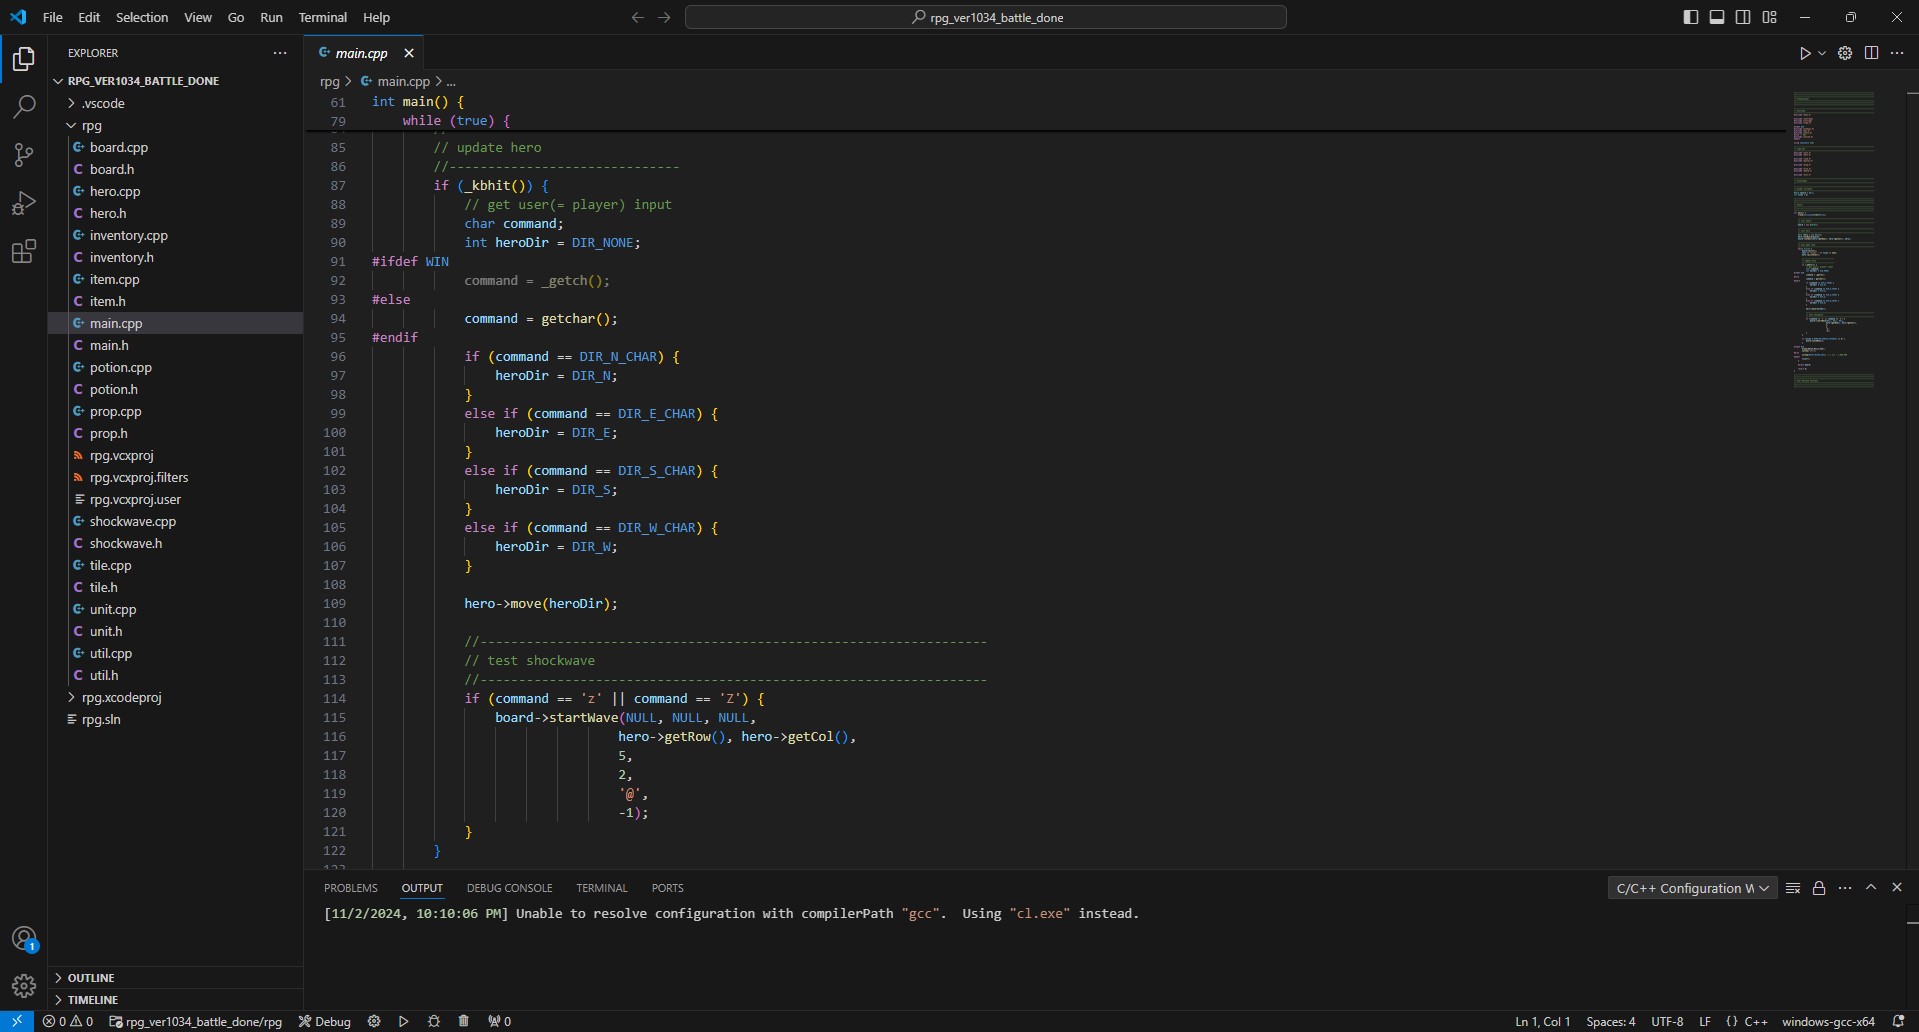 File Edit Selection View Go Run Terminal Help
rpg_ver1034_battle_done
EXPLORER
RPG_VER1034_BATTLE_DONE
.vscode
rpg
board.cpp
board.h
hero.cpp
hero.h
inventory.cpp
inventory.h
item.cpp
item.h
main.cpp
main.h
potion.cpp
potion.h
prop.cpp
prop.h
rpg.vcxproj
rpg.vcxproj.filters
rpg.vcxproj.user
shockwave.cpp
shockwave.h
tile.cpp
tile.h
unit.cpp
unit.h
util.cpp
util.h
rpg.xcodeproj
rpg.sln
OUTLINE
TIMELINE
main.cpp
rpg > main.cpp > ...
61 int main() {
79 while (true) {
85 // update hero
86 //------------------------------
87 if (_kbhit()) {
88 // get user(= player) input
89 char command;
90 int heroDir = DIR_NONE;
91 #ifdef WIN
92 command = _getch();
93 #else
94 command = getchar();
95 #endif
96 if (command == DIR_N_CHAR) {
97 heroDir = DIR_N;
98 }
99 else if (command == DIR_E_CHAR) {
100 heroDir = DIR_E;
101 }
102 else if (command == DIR_S_CHAR) {
103 heroDir = DIR_S;
104 }
105 else if (command == DIR_W_CHAR) {
106 heroDir = DIR_W;
107 }
108
109 hero->move(heroDir);
110
111 //------------------------------------------------------------------
112 // test shockwave
113 //------------------------------------------------------------------
114 if (command == 'z' || command == 'Z') {
115 board->startWave(NULL, NULL, NULL,
116 hero->getRow(), hero->getCol(),
117 5,
118 2,
119 '@',
120 -1);
121 }
122 }
PROBLEMS OUTPUT DEBUG CONSOLE TERMINAL PORTS
C/C++ Configuration W
[11/2/2024, 10:10:06 PM] Unable to resolve configuration with compilerPath "gcc".  Using "cl.exe" instead.
1
0 0 rpg_ver1034_battle_done/rpg Debug 0
Ln 1, Col 1 Spaces: 4 UTF-8 LF {} C++ windows-gcc-x64